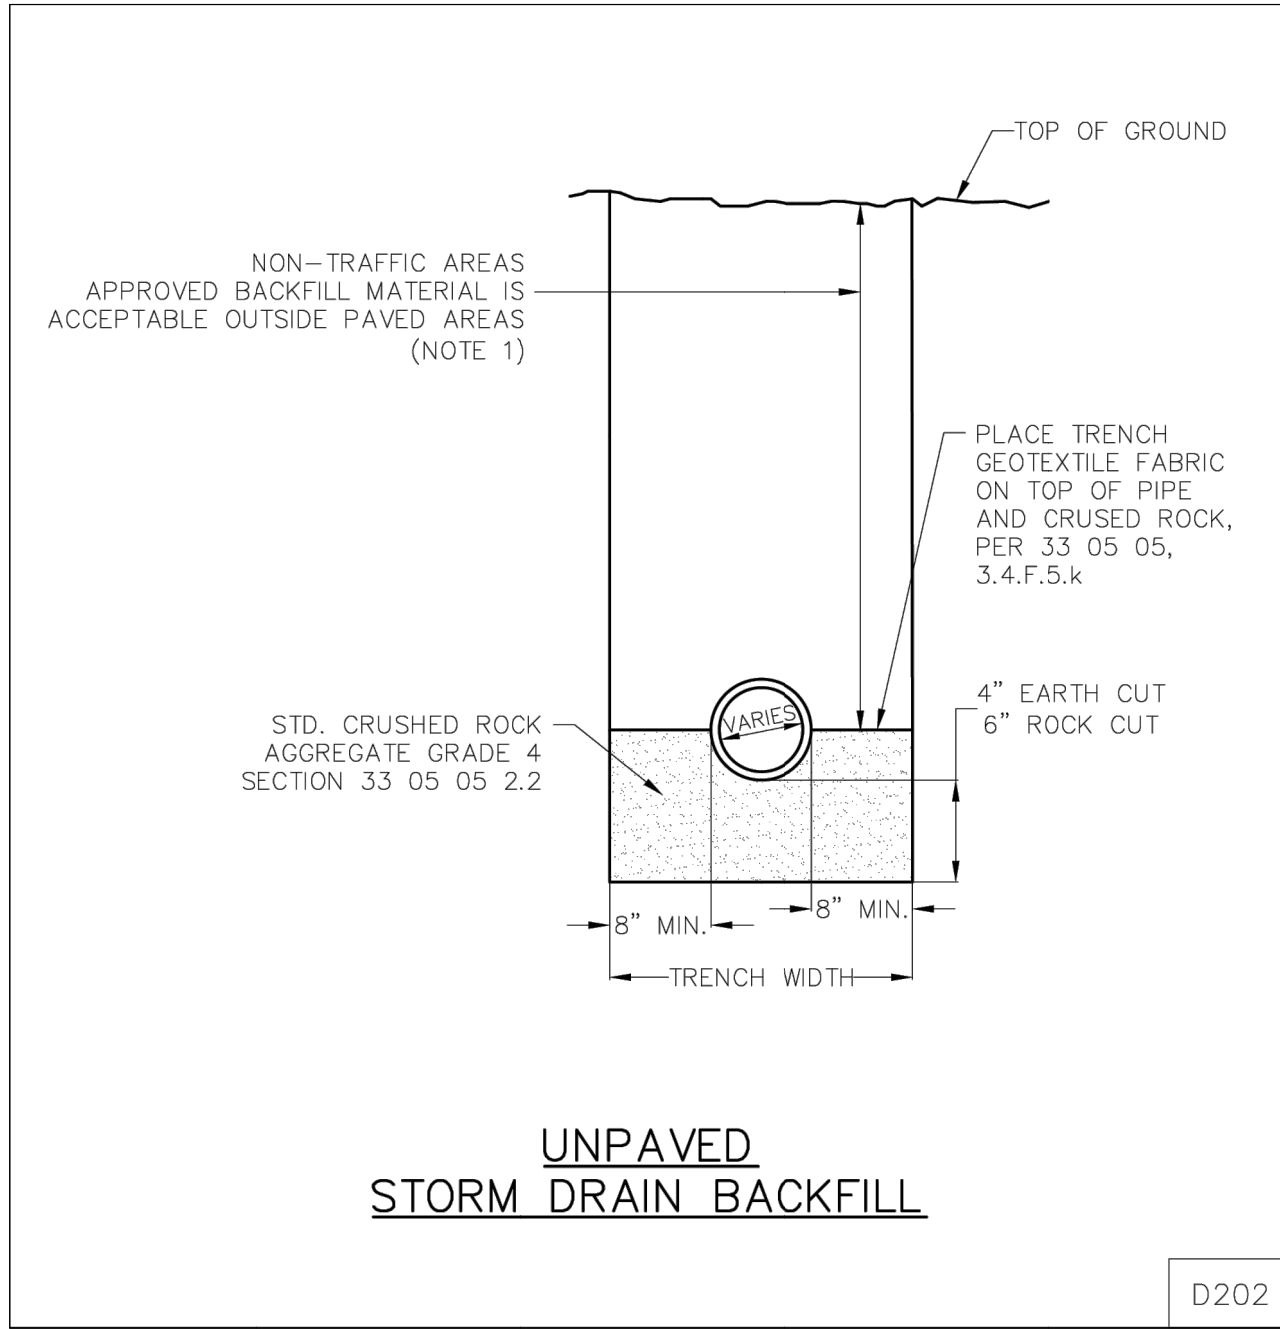 TOP OF GROUND
NON-TRAFFIC AREAS
APPROVED BACKFILL MATERIAL IS
ACCEPTABLE OUTSIDE PAVED AREAS
(NOTE 1)
PLACE TRENCH
GEOTEXTILE FABRIC
ON TOP OF PIPE
AND CRUSED ROCK,
PER 33 05 05,
3.4.F.5.k
4" EARTH CUT
6" ROCK CUT
VARIES
STD. CRUSHED ROCK
AGGREGATE GRADE 4
SECTION 33 05 05 2.2
8" MIN.
8" MIN.
TRENCH WIDTH
UNPAVED
STORM DRAIN BACKFILL
D202